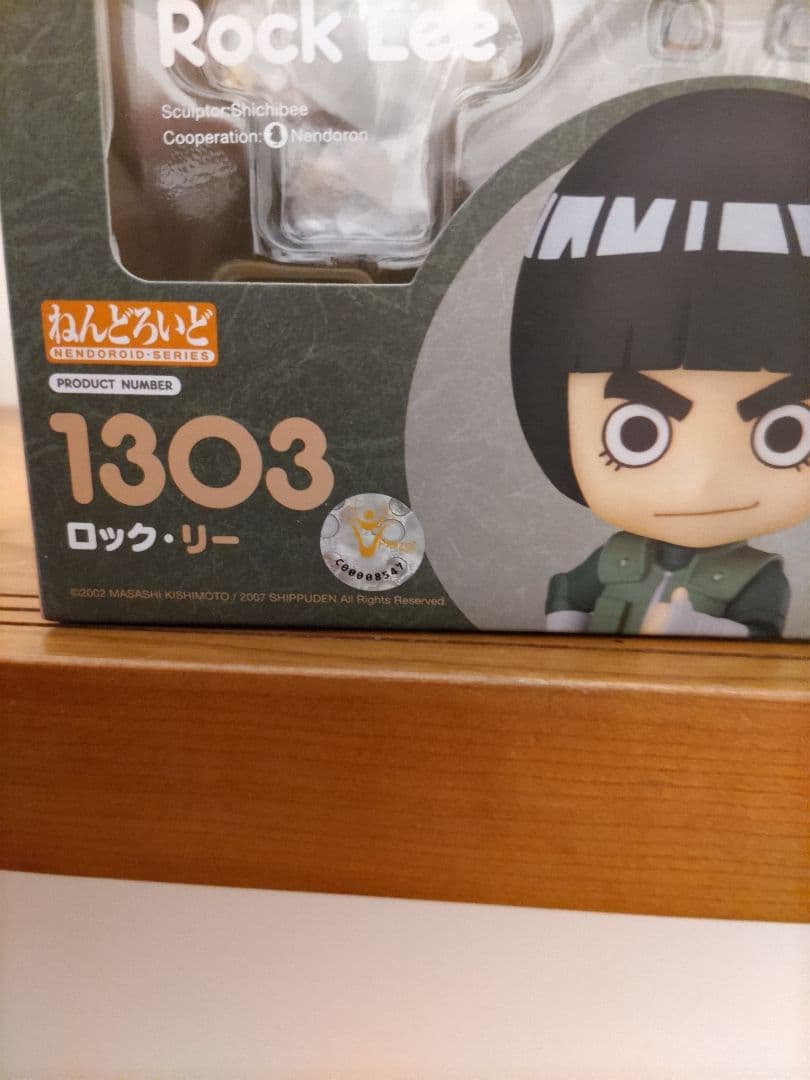 Rock Lee
Sculptor:Shichibee
Cooperation: Nendoron
ねんどろいど
NENDOROID·SERIES
PRODUCT NUMBER
1303
ロック・リー
C00008547
©2002 MASASHI KISHIMOTO / 2007 SHIPPUDEN All Rights Reserved.